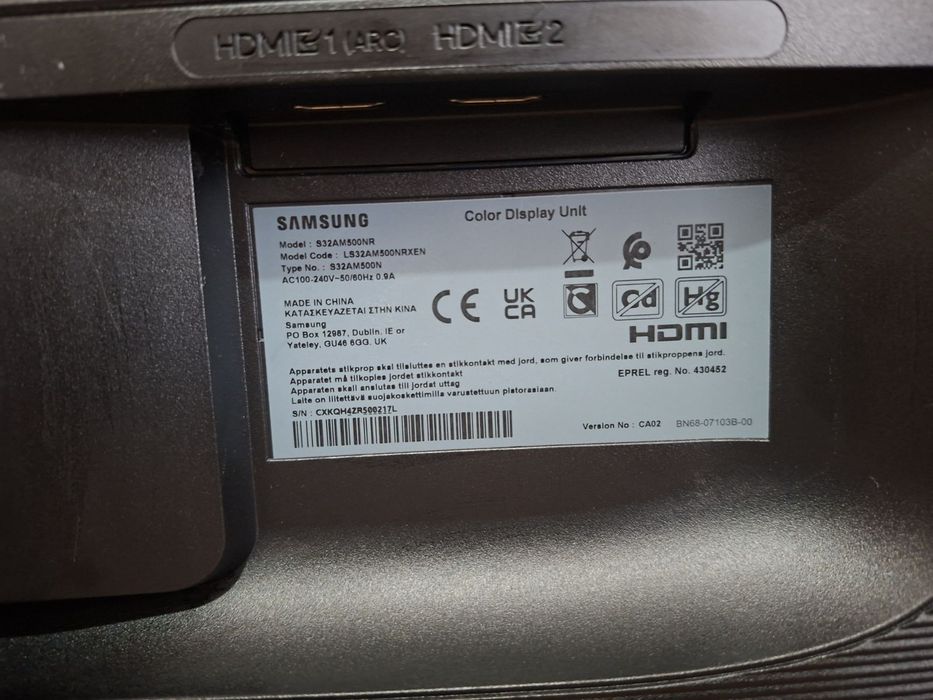 HDMI 1 (ARC) HDMI 2
SAMSUNG
Color Display Unit
Model : S32AM500NR
Model Code : LS32AM500NRXEN
Type No. : S32AM500N
AC100-240V~50/60Hz 0.9A
MADE IN CHINA
ΚΑΤΑΣΚΕΥΑΖΕΤΑΙ ΣΤΗΝ ΚΙΝΑ
Samsung
PO Box 12987, Dublin. IE or
Yateley, GU46 6GG. UK
CE
UK
CA
Cd
Hg
HDMI
Apparatets stikprop skal tilsluttes en stikkontakt med jord, som giver forbindelse til stikproppens jord.
Apparatet må tilkoples jordet stikkontakt
Apparaten skall anslutas till jordat uttag
Laite on liitettävä suojakoskettimilla varustettuun pistorasiaan.
EPREL reg. No. 430452
S/N : CXKQH4ZR500217L
Version No : CA02 BN68-07103B-00